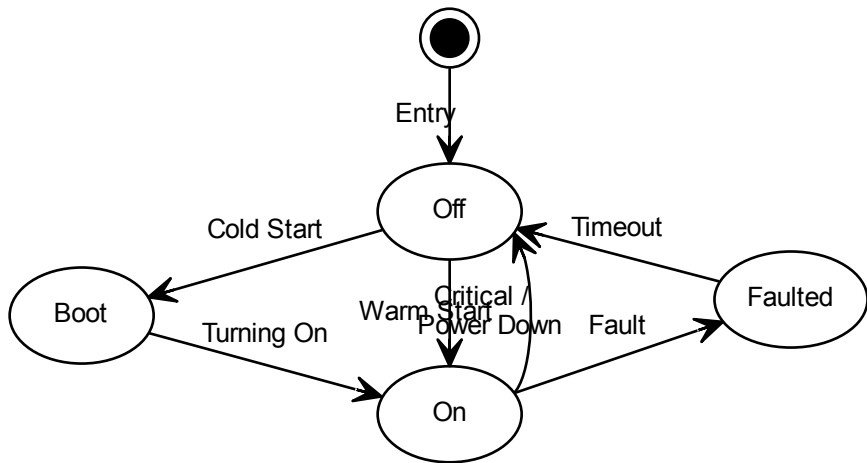 Entry
Off
Cold Start
Timeout
Boot
Warm Start
Critical /
Power Down
Faulted
Turning On
Fault
On